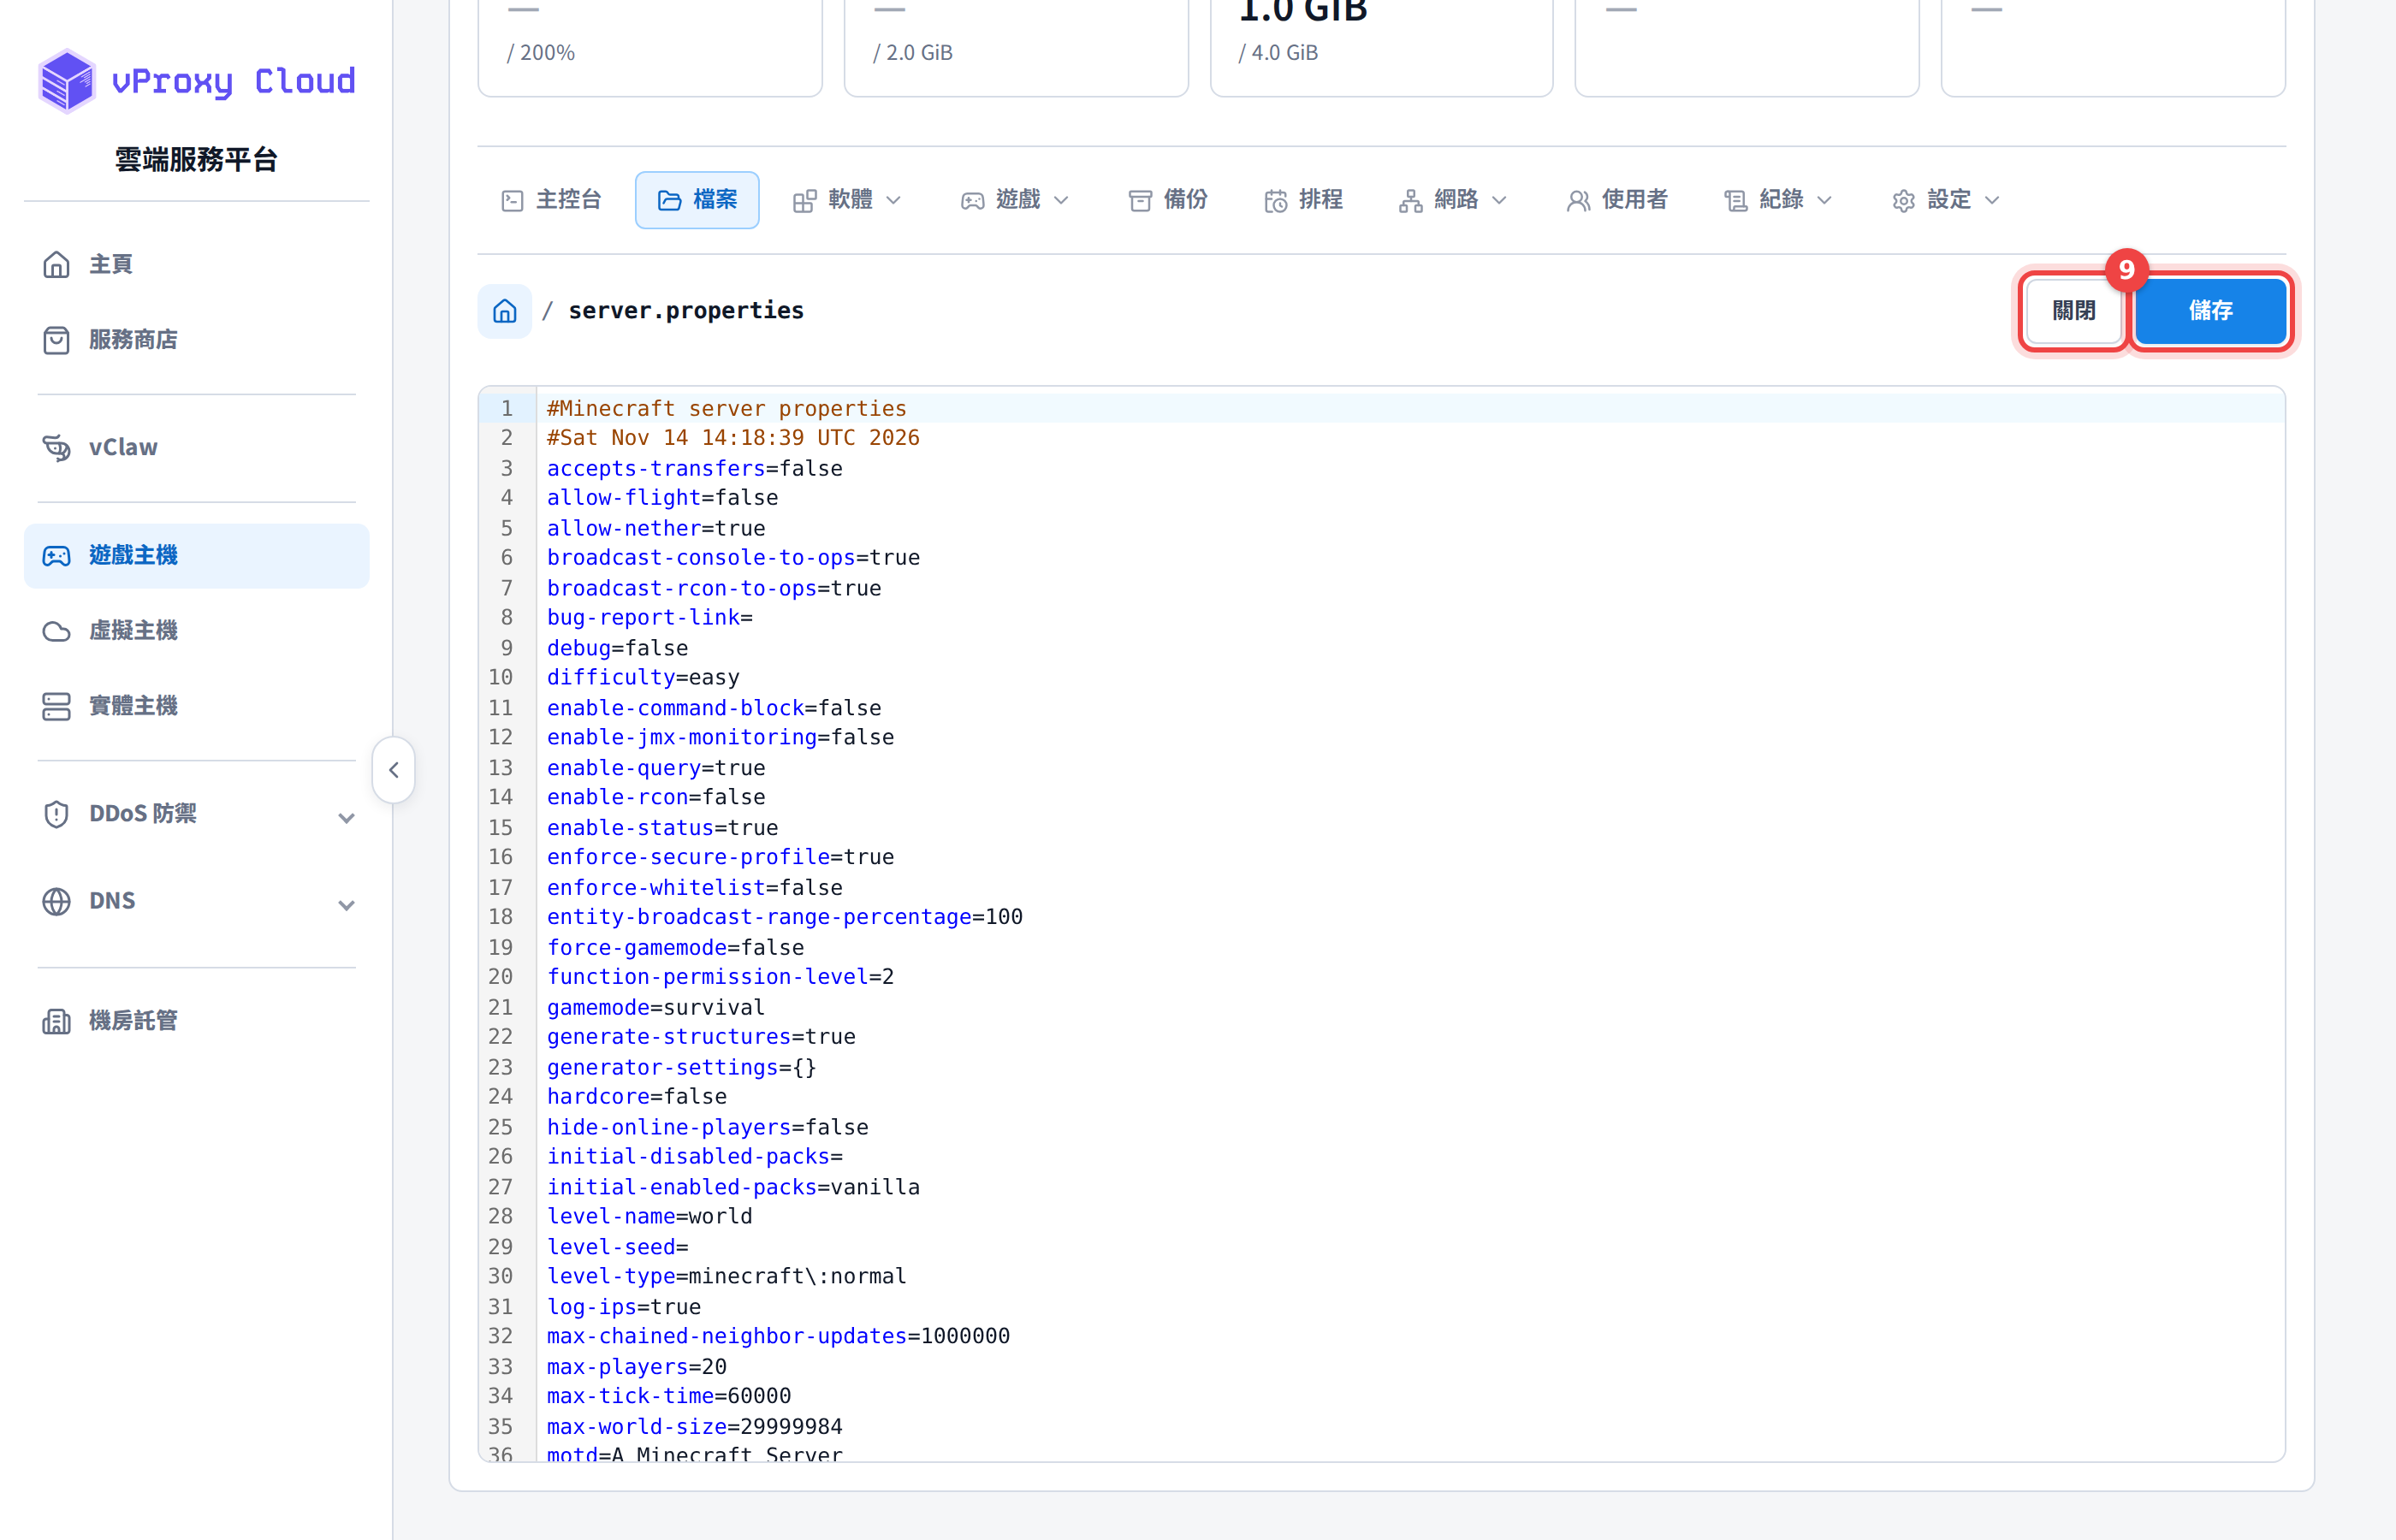 vProxy Cloud
雲端服務平台
主頁
服務商店
vClaw
遊戲主機
虛擬主機
實體主機
DDoS 防禦
DNS
機房託管
— — 1.0 GiB — —
/ 200% / 2.0 GiB / 4.0 GiB
主控台 檔案 軟體 遊戲 備份 排程 網路 使用者 紀錄 設定
/ server.properties
9
關閉 儲存
1 #Minecraft server properties
2 #Sat Nov 14 14:18:39 UTC 2026
3 accepts-transfers=false
4 allow-flight=false
5 allow-nether=true
6 broadcast-console-to-ops=true
7 broadcast-rcon-to-ops=true
8 bug-report-link=
9 debug=false
10 difficulty=easy
11 enable-command-block=false
12 enable-jmx-monitoring=false
13 enable-query=true
14 enable-rcon=false
15 enable-status=true
16 enforce-secure-profile=true
17 enforce-whitelist=false
18 entity-broadcast-range-percentage=100
19 force-gamemode=false
20 function-permission-level=2
21 gamemode=survival
22 generate-structures=true
23 generator-settings={}
24 hardcore=false
25 hide-online-players=false
26 initial-disabled-packs=
27 initial-enabled-packs=vanilla
28 level-name=world
29 level-seed=
30 level-type=minecraft\:normal
31 log-ips=true
32 max-chained-neighbor-updates=1000000
33 max-players=20
34 max-tick-time=60000
35 max-world-size=29999984
36 motd=A Minecraft Server